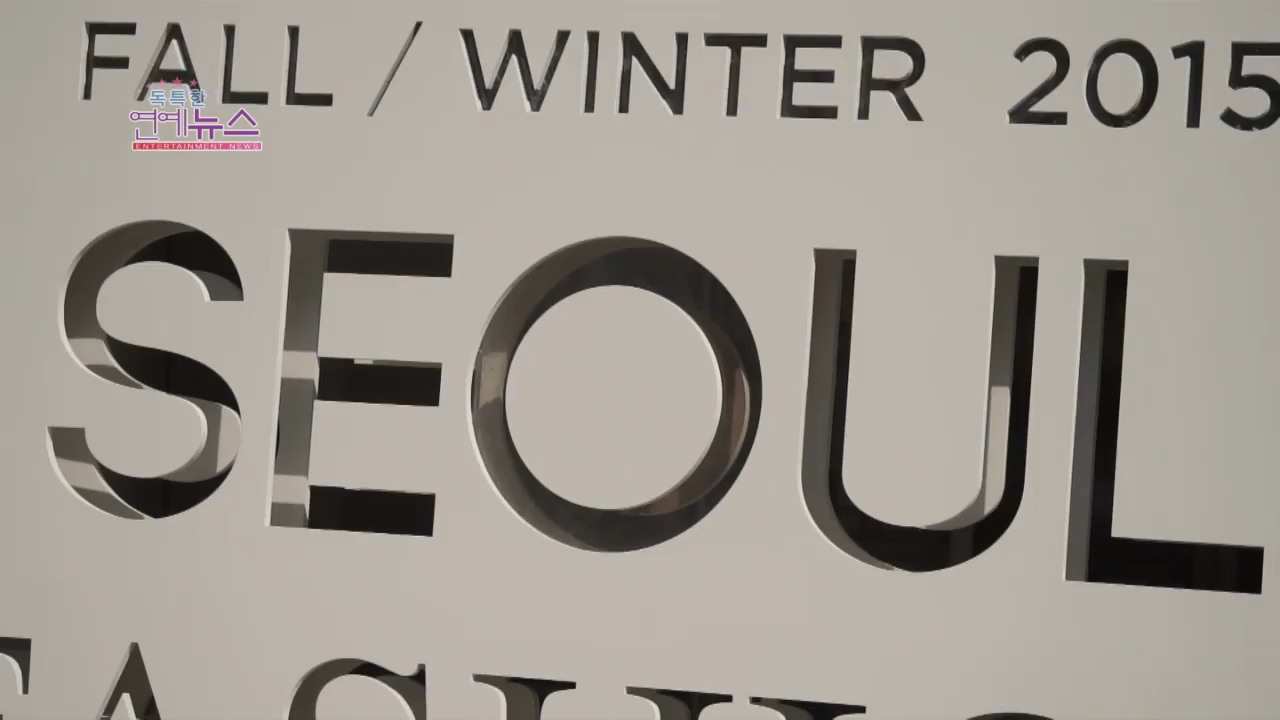 FALL / WINTER 2015
독특한
연예뉴스
ENTERTAINMENT NEWS
SEOUL